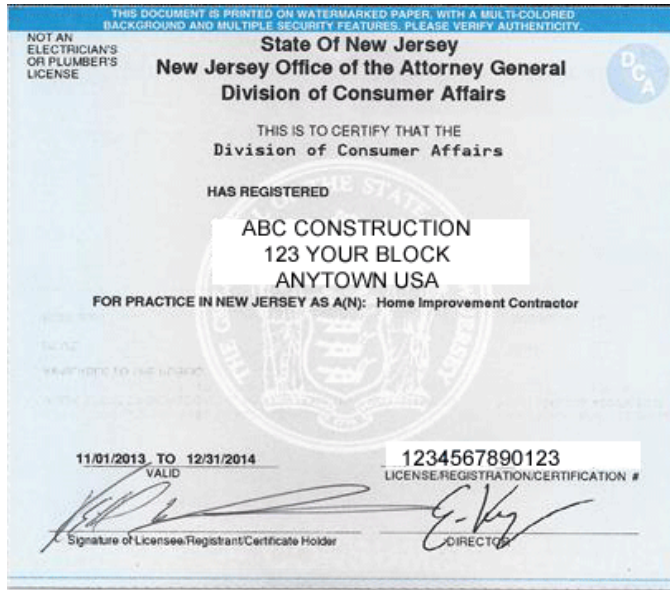 THIS DOCUMENT IS PRINTED ON WATERMARKED PAPER, WITH A MULTI-COLORED
BACKGROUND AND MULTIPLE SECURITY FEATURES. PLEASE VERIFY AUTHENTICITY.
NOT AN
ELECTRICIAN'S
OR PLUMBER'S
LICENSE
State Of New Jersey
New Jersey Office of the Attorney General
Division of Consumer Affairs
DCA
THIS IS TO CERTIFY THAT THE
Division of Consumer Affairs
HAS REGISTERED
ABC CONSTRUCTION
123 YOUR BLOCK
ANYTOWN USA
FOR PRACTICE IN NEW JERSEY AS A(N): Home Improvement Contractor
11/01/2013 TO 12/31/2014
VALID
1234567890123
LICENSE/REGISTRATION/CERTIFICATION #
Signature of Licensee/Registrant/Certificate Holder
DIRECTOR